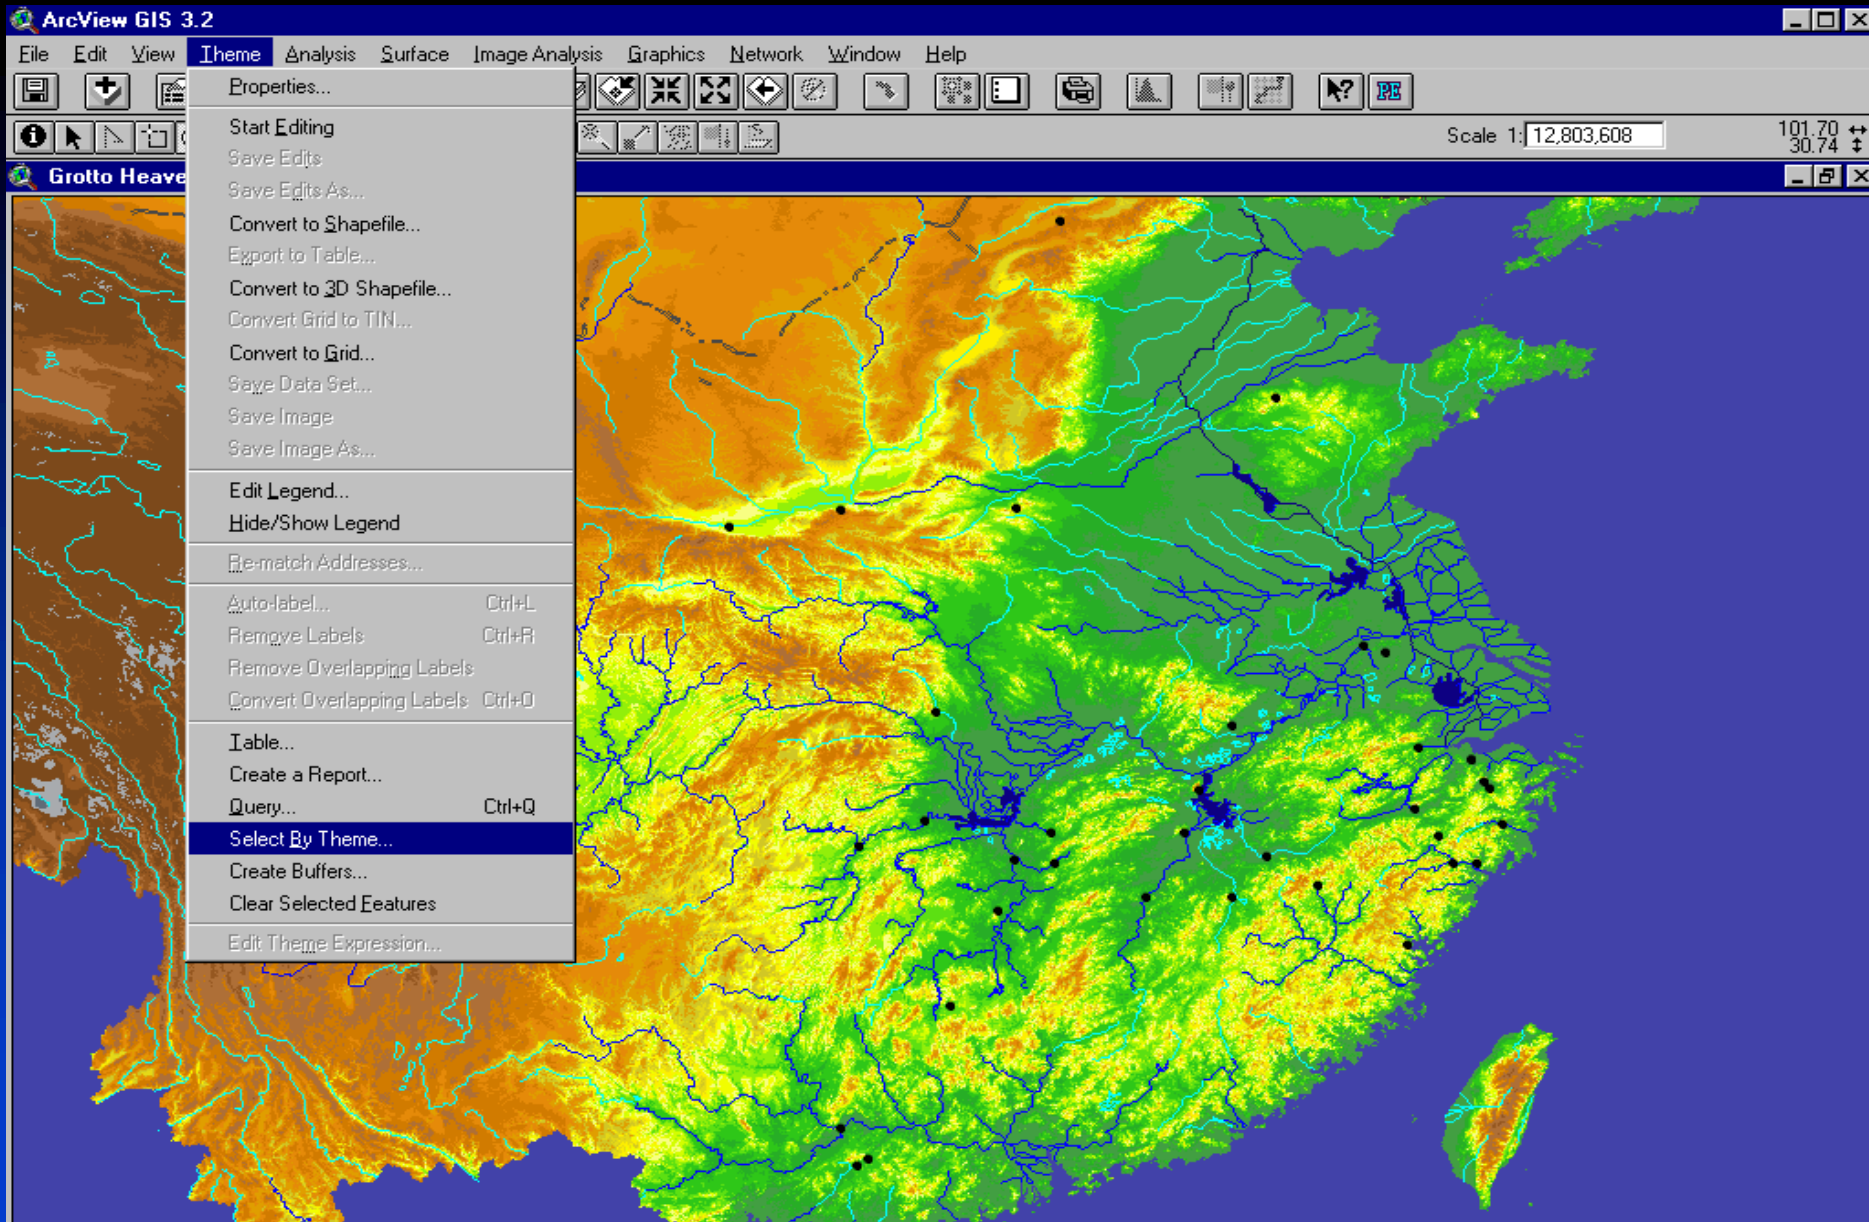 ArcView GIS 3.2
File Edit View Theme Analysis Surface Image Analysis Graphics Network Window Help
PE
Scale 1: 12,803,608
101.70
30.74
Grotto Heave
Properties...
Start Editing
Save Edits
Save Edits As...
Convert to Shapefile...
Export to Table...
Convert to 3D Shapefile...
Convert Grid to TIN...
Convert to Grid...
Save Data Set...
Save Image
Save Image As...
Edit Legend...
Hide/Show Legend
Re-match Addresses...
Auto-label... Ctrl+L
Remove Labels Ctrl+R
Remove Overlapping Labels
Convert Overlapping Labels Ctrl+O
Table...
Create a Report...
Query... Ctrl+Q
Select By Theme...
Create Buffers...
Clear Selected Features
Edit Theme Expression...